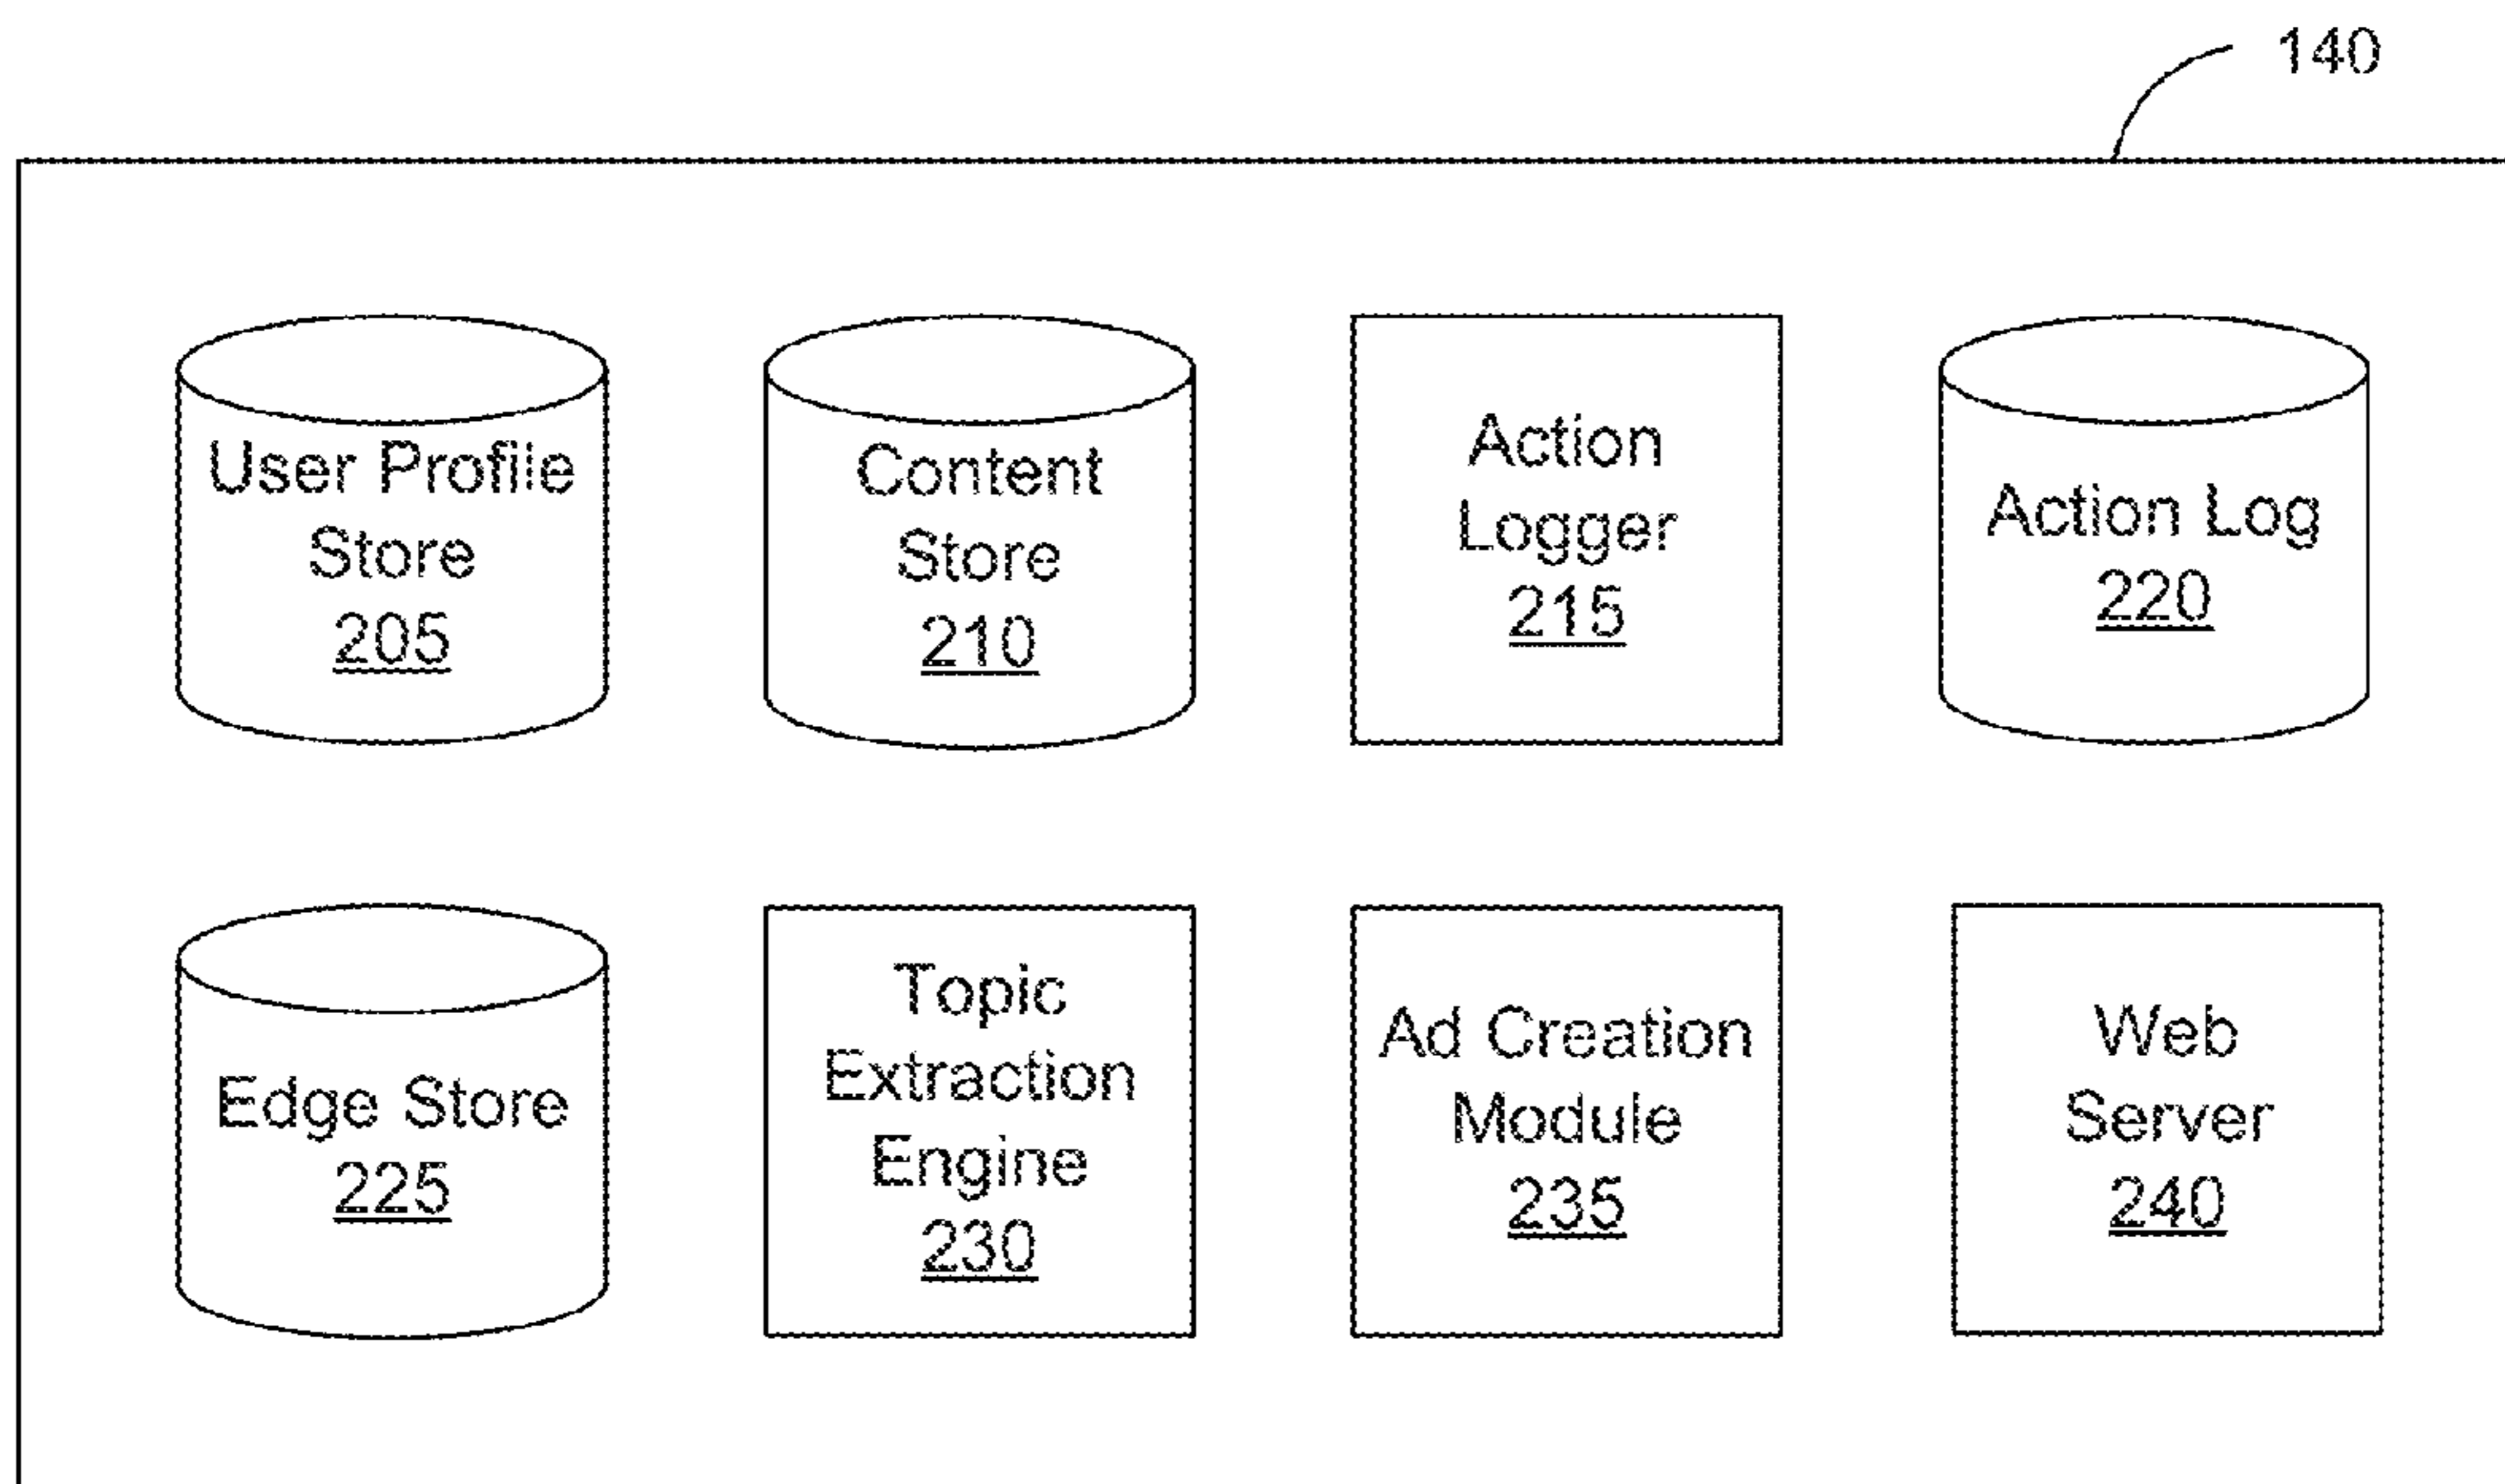 140
User Profile
Store
205
Content
Store
210
Action
Logger
215
Action Log
220
Edge Store
225
Topic
Extraction
Engine
230
Ad Creation
Module
235
Web
Server
240